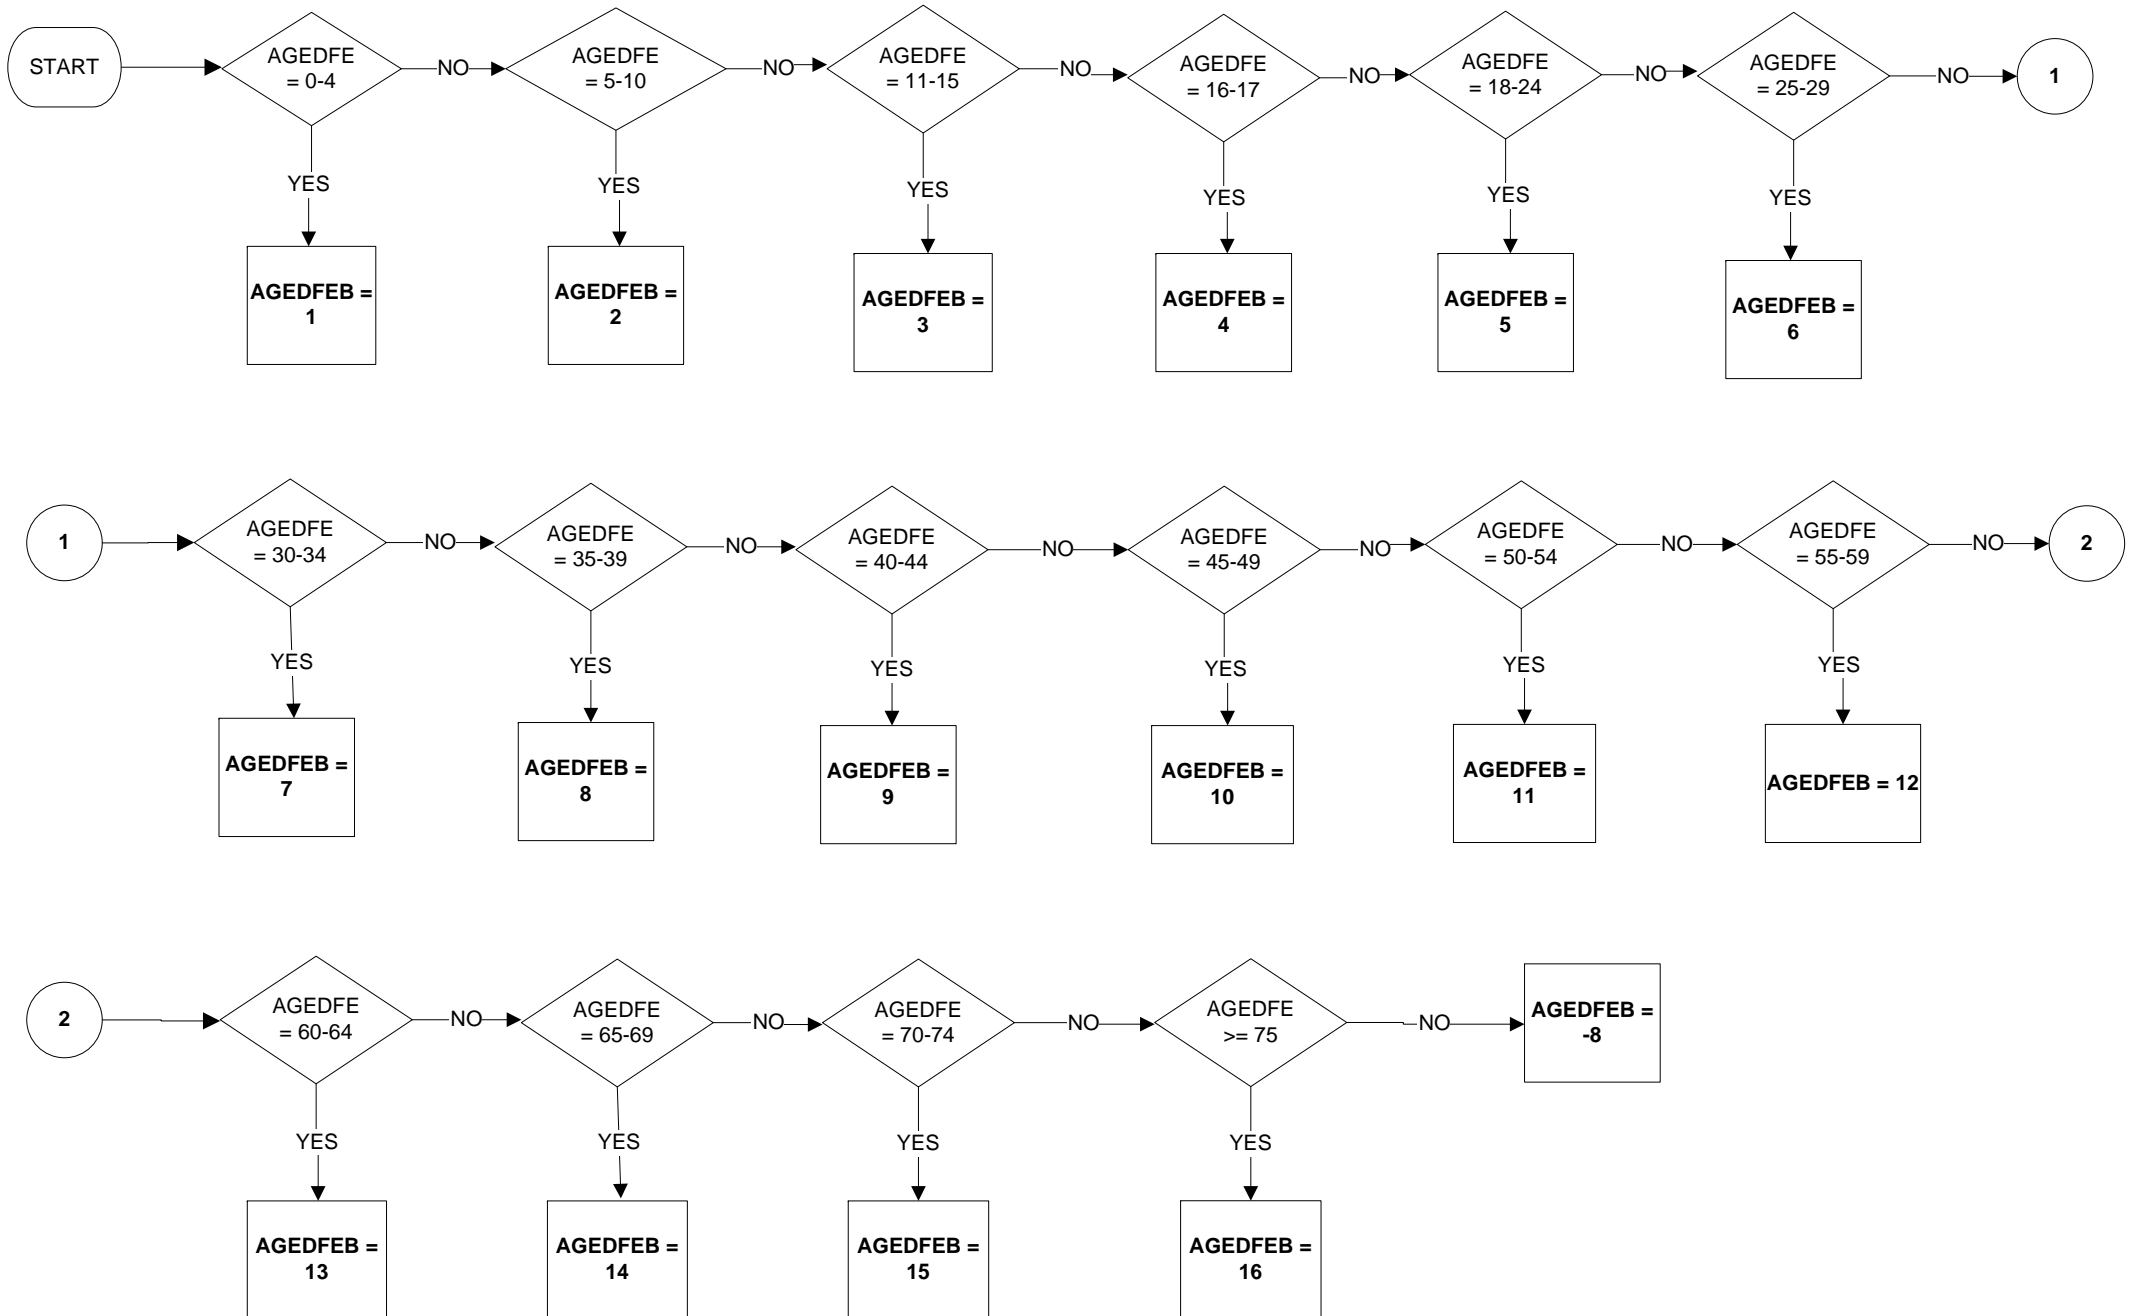 START
AGEDFE
= 0-4
NO
AGEDFE
= 5-10
NO
AGEDFE
= 11-15
NO
AGEDFE
= 16-17
NO
AGEDFE
= 18-24
NO
AGEDFE
= 25-29
NO
1
YES
YES
YES
YES
YES
YES
AGEDFEB =
1
AGEDFEB =
2
AGEDFEB =
3
AGEDFEB =
4
AGEDFEB =
5
AGEDFEB =
6
1
AGEDFE
= 30-34
NO
AGEDFE
= 35-39
NO
AGEDFE
= 40-44
NO
AGEDFE
= 45-49
NO
AGEDFE
= 50-54
NO
AGEDFE
= 55-59
NO
2
YES
YES
YES
YES
YES
YES
AGEDFEB =
7
AGEDFEB =
8
AGEDFEB =
9
AGEDFEB =
10
AGEDFEB =
11
AGEDFEB = 12
2
AGEDFE
= 60-64
NO
AGEDFE
= 65-69
NO
AGEDFE
= 70-74
NO
AGEDFE
>= 75
NO
AGEDFEB =
-8
YES
YES
YES
YES
AGEDFEB =
13
AGEDFEB =
14
AGEDFEB =
15
AGEDFEB =
16